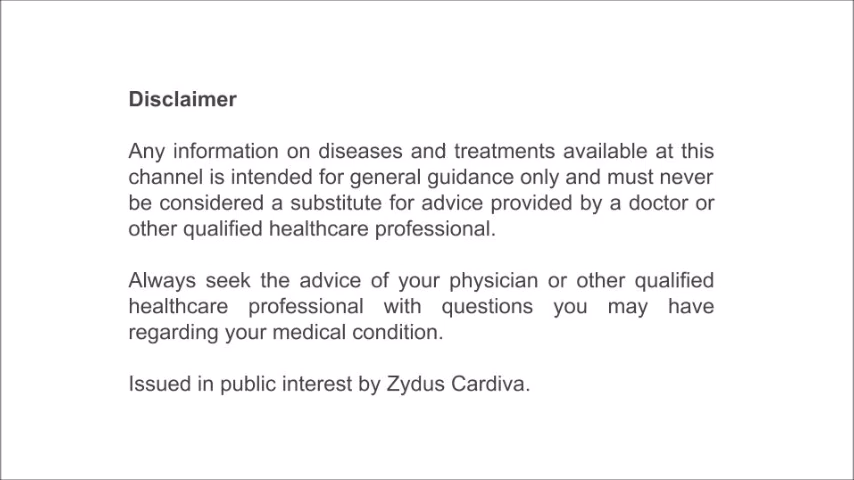 Disclaimer
Any information on diseases and treatments available at this
channel is intended for general guidance only and must never
be considered a substitute for advice provided by a doctor or
other qualified healthcare professional.
Always seek the advice of your physician or other qualified
healthcare professional with questions you may have
regarding your medical condition.
Issued in public interest by Zydus Cardiva.